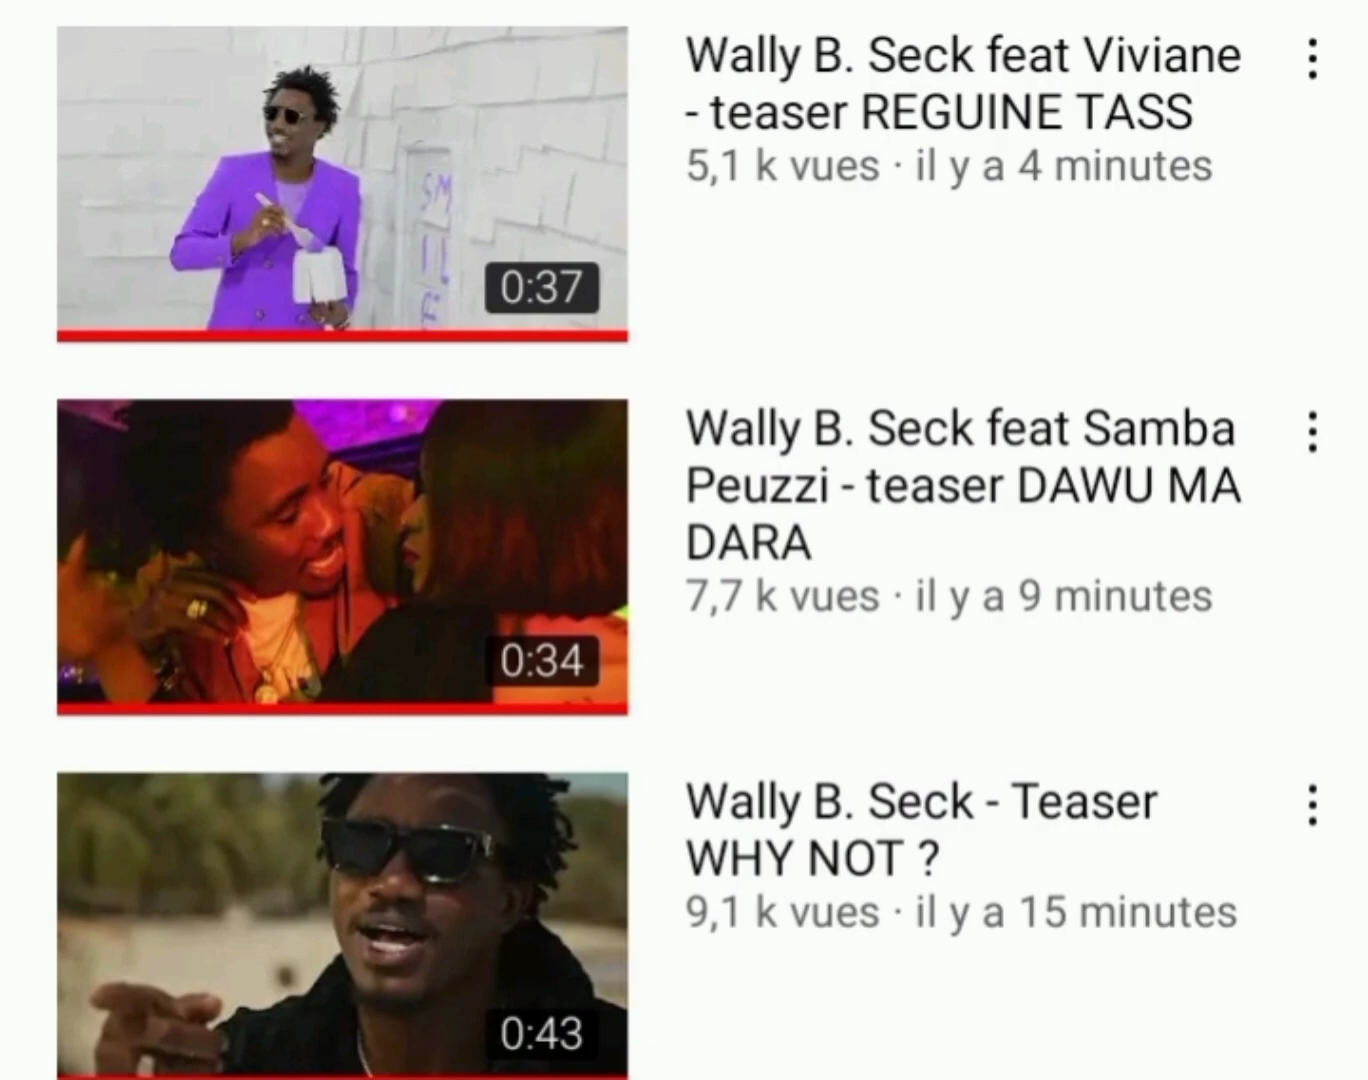 Wally B. Seck feat Viviane
- teaser REGUINE TASS
5,1 k vues · il y a 4 minutes
SM
IL
E
0:37
Wally B. Seck feat Samba
Peuzzi - teaser DAWU MA
DARA
7,7 k vues · il y a 9 minutes
0:34
Wally B. Seck - Teaser
WHY NOT ?
9,1 k vues · il y a 15 minutes
0:43